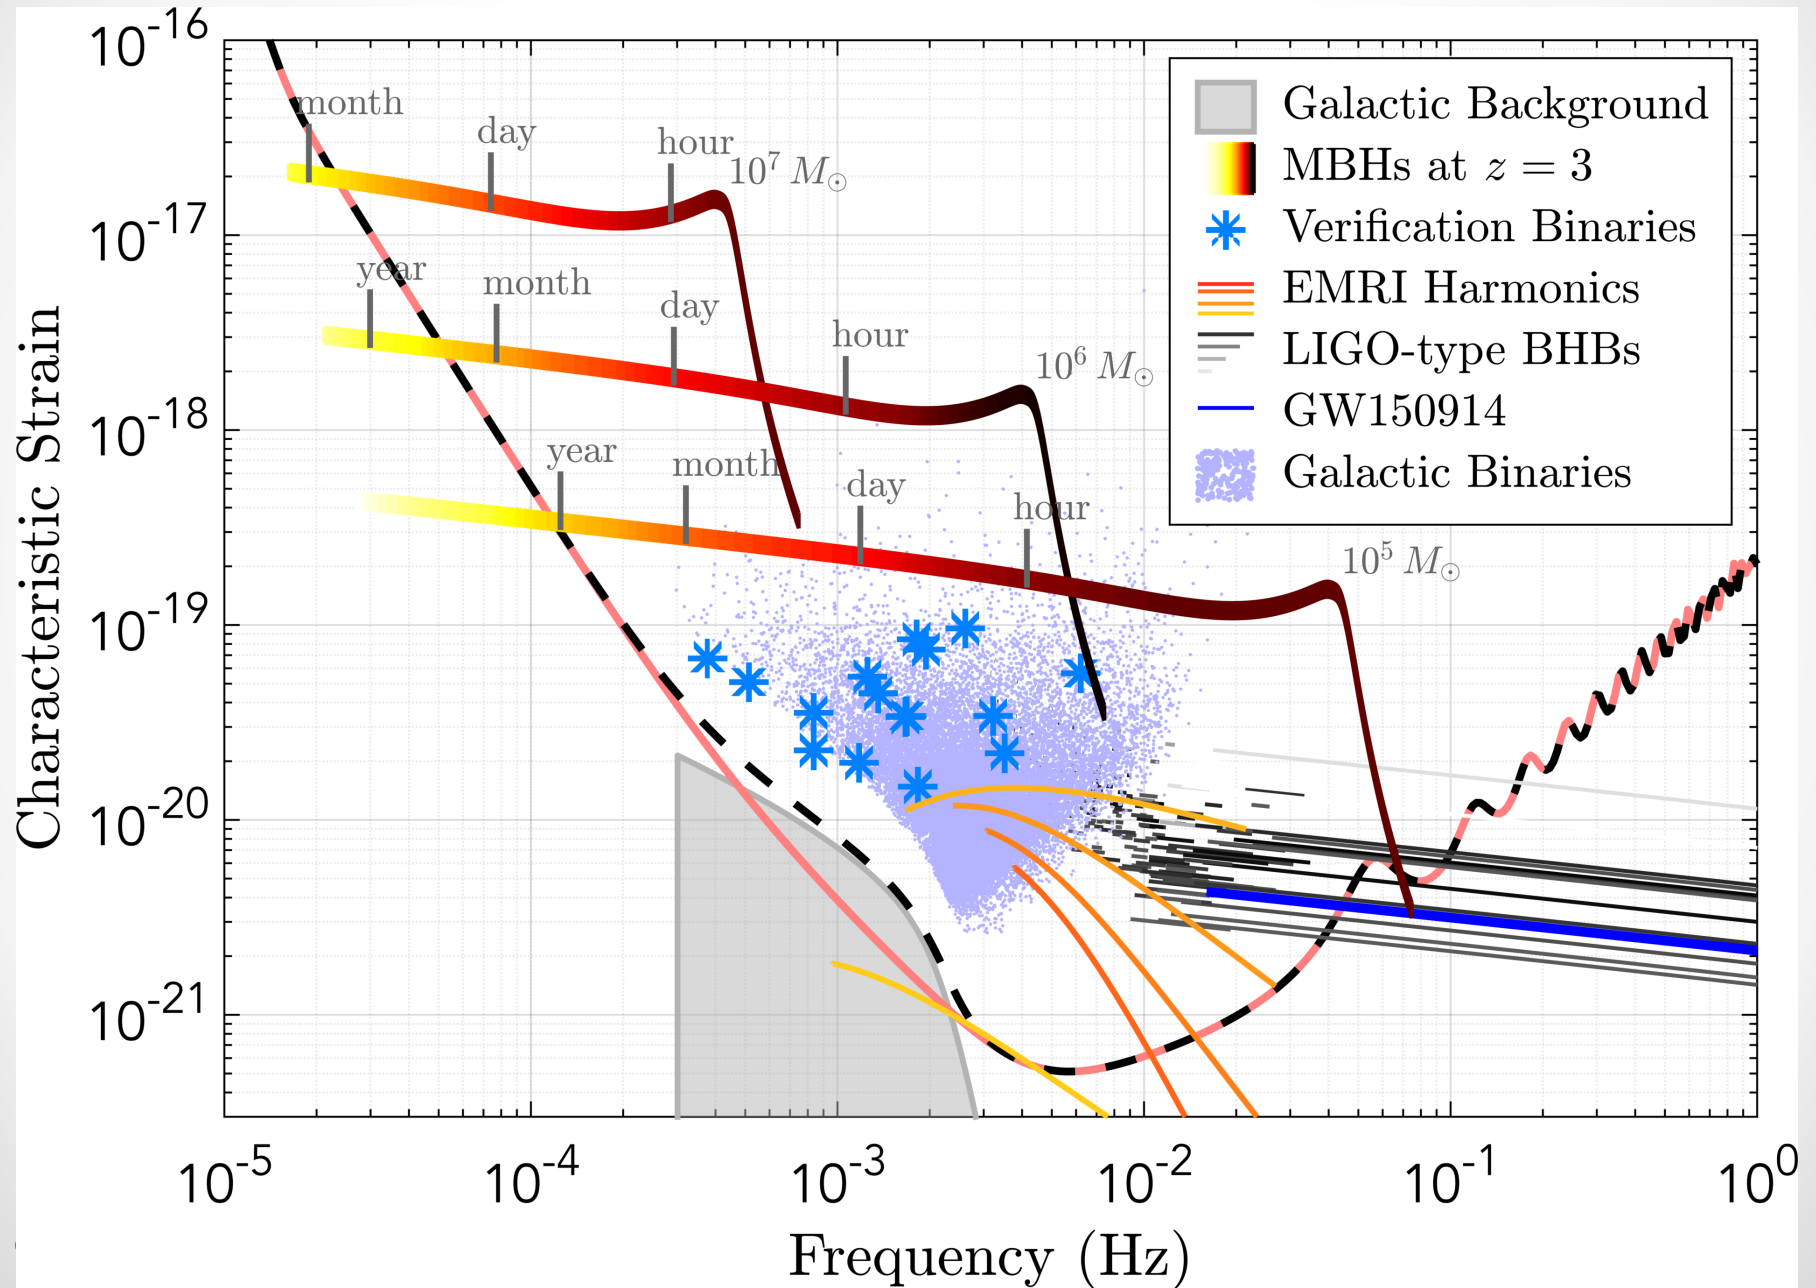 10^-16
10^-17
10^-18
10^-19
10^-20
10^-21
Characteristic Strain
month
day
hour
10^7 M_⊙
year
month
day
hour
10^6 M_⊙
year
month
day
hour
10^5 M_⊙
Galactic Background
MBHs at z = 3
Verification Binaries
EMRI Harmonics
LIGO-type BHBs
GW150914
Galactic Binaries
10^-5 10^-4 10^-3 10^-2 10^-1 10^0
Frequency (Hz)